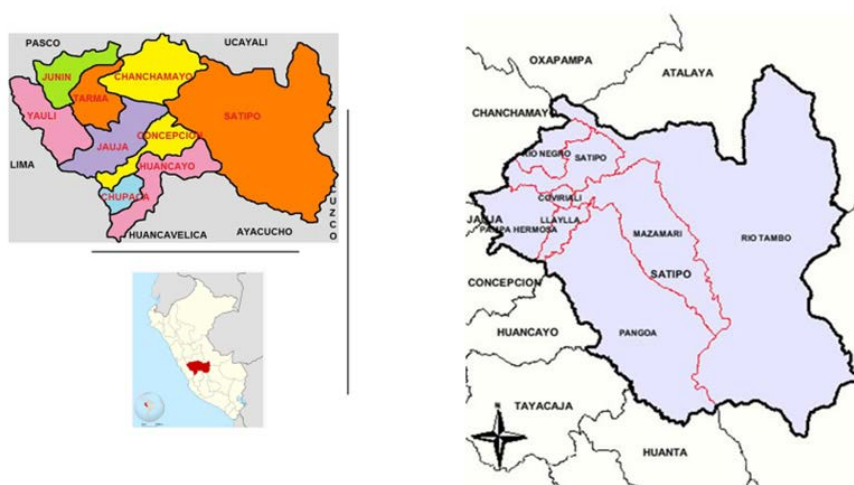 PASCO
UCAYALI
JUNIN
CHANCHAMAYO
TARMA
YAULI
SATIPO
CONCEPCION
JAUJA
LIMA
HUANCAYO
CHUPACA
CUZCO
AYACUCHO
HUANCAVELICA
OXAPAMPA
ATALAYA
CHANCHAMAYO
RIO NEGRO
SATIPO
COVIRIALI
JAUJA
LLAYLLA
PAMPA HERMOSA
MAZAMARI
RIO TAMBO
SATIPO
CONCEPCION
HUANCAYO
PANGOA
TAYACAJA
HUANTA